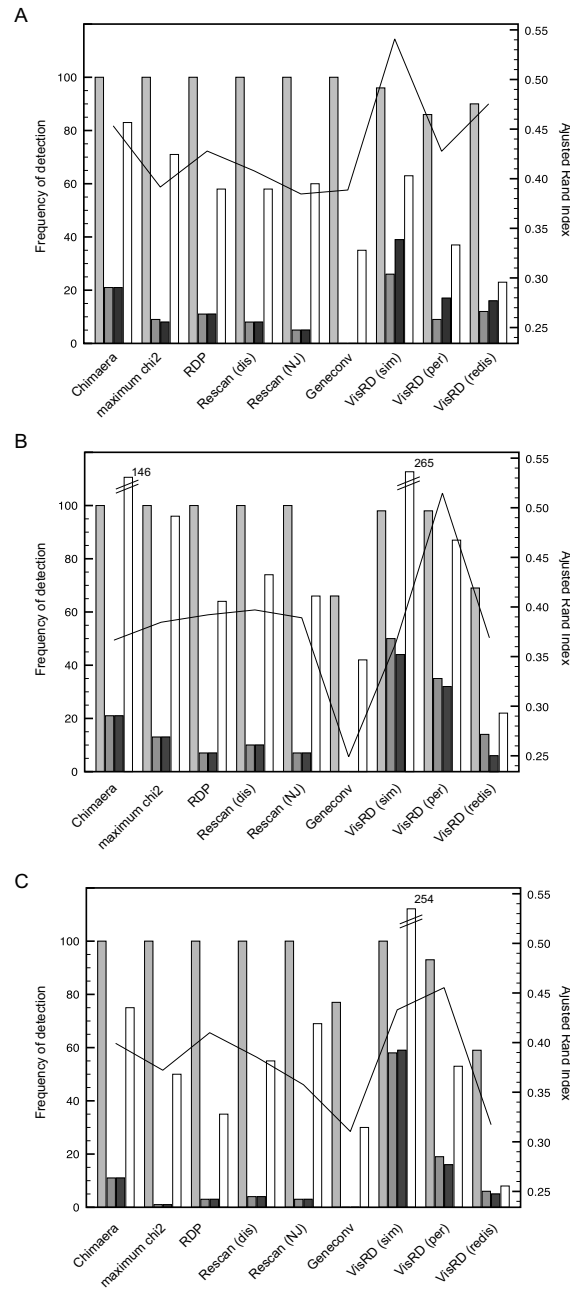 A
Frequency of detection
100
80
60
40
20
0
0.55
0.50
0.45
0.40
0.35
0.30
0.25
Ajusted Rand Index
Chimaera
maximum chi2
RDP
Rescan (dis)
Rescan (NJ)
Geneconv
VisRD (sim)
VisRD (per)
VisRD (redis)
B
146
265
Frequency of detection
100
80
60
40
20
0
0.55
0.50
0.45
0.40
0.35
0.30
0.25
Ajusted Rand Index
Chimaera
maximum chi2
RDP
Rescan (dis)
Rescan (NJ)
Geneconv
VisRD (sim)
VisRD (per)
VisRD (redis)
C
254
Frequency of detection
100
80
60
40
20
0
0.55
0.50
0.45
0.40
0.35
0.30
0.25
Ajusted Rand Index
Chimaera
maximum chi2
RDP
Rescan (dis)
Rescan (NJ)
Geneconv
VisRD (sim)
VisRD (per)
VisRD (redis)